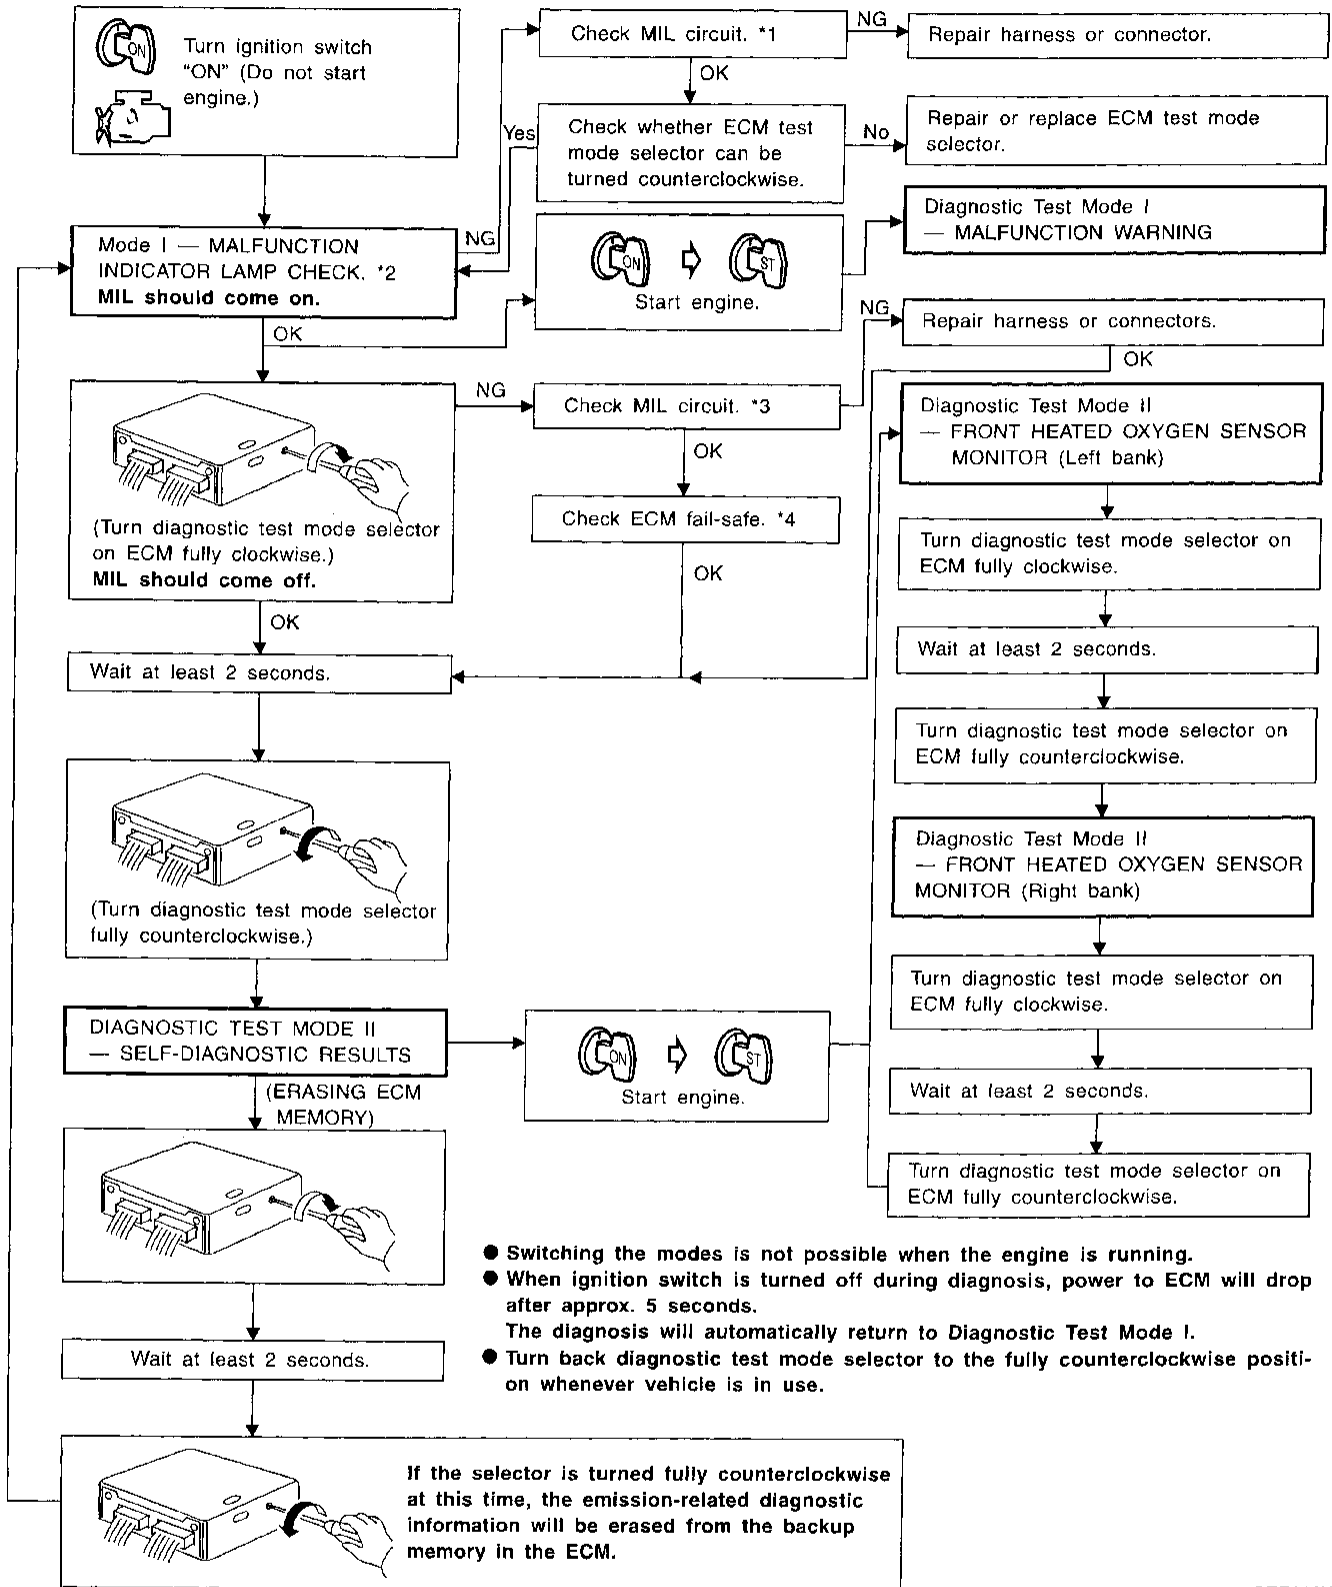 ON
Turn ignition switch
"ON" (Do not start
engine.)
Check MIL circuit. *1
NG
Repair harness or connector.
OK
Yes
Check whether ECM test
mode selector can be
turned counterclockwise.
No
Repair or replace ECM test mode
selector.
Mode I — MALFUNCTION
INDICATOR LAMP CHECK. *2
MIL should come on.
NG
ON
ST
Start engine.
Diagnostic Test Mode I
— MALFUNCTION WARNING
OK
NG
Repair harness or connectors.
OK
(Turn diagnostic test mode selector
on ECM fully clockwise.)
MIL should come off.
NG
Check MIL circuit. *3
OK
Check ECM fail-safe. *4
OK
OK
Wait at least 2 seconds.
(Turn diagnostic test mode selector
fully counterclockwise.)
DIAGNOSTIC TEST MODE II
— SELF-DIAGNOSTIC RESULTS
ON
ST
Start engine.
Diagnostic Test Mode II
— FRONT HEATED OXYGEN SENSOR
MONITOR (Left bank)
Turn diagnostic test mode selector on
ECM fully clockwise.
Wait at least 2 seconds.
Turn diagnostic test mode selector on
ECM fully counterclockwise.
Diagnostic Test Mode II
— FRONT HEATED OXYGEN SENSOR
MONITOR (Right bank)
Turn diagnostic test mode selector on
ECM fully clockwise.
Wait at least 2 seconds.
Turn diagnostic test mode selector on
ECM fully counterclockwise.
(ERASING ECM
MEMORY)
Wait at least 2 seconds.
● Switching the modes is not possible when the engine is running.
● When ignition switch is turned off during diagnosis, power to ECM will drop
after approx. 5 seconds.
The diagnosis will automatically return to Diagnostic Test Mode I.
● Turn back diagnostic test mode selector to the fully counterclockwise positi-
on whenever vehicle is in use.
If the selector is turned fully counterclockwise
at this time, the emission-related diagnostic
information will be erased from the backup
memory in the ECM.